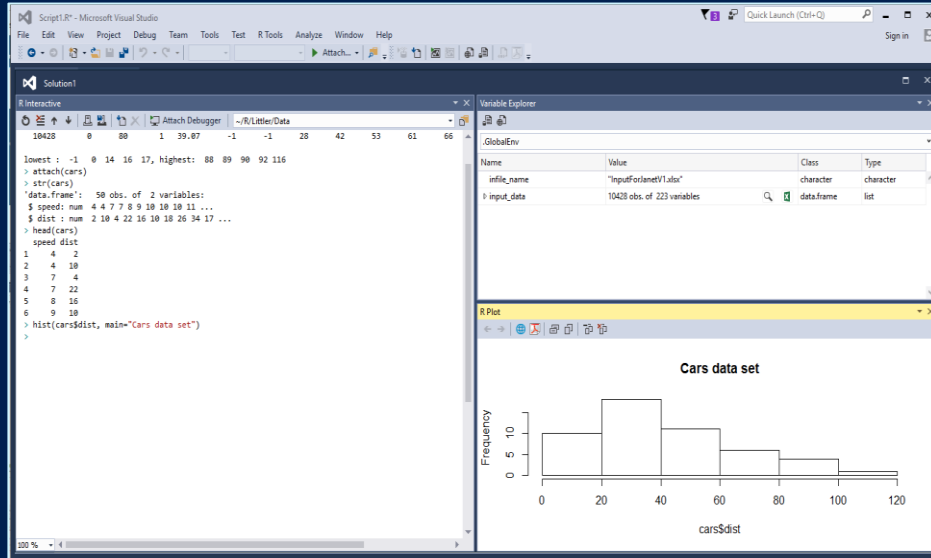 Script1.R* - Microsoft Visual Studio
3
Quick Launch (Ctrl+Q)
File Edit View Project Debug Team Tools Test R Tools Analyze Window Help
Sign in
Attach...
Solution1
R Interactive
Attach Debugger ~/R/Littler/Data
10428 0 80 1 39.07 -1 -1 28 42 53 61 66
lowest : -1 0 14 16 17, highest: 88 89 90 92 116
> attach(cars)
> str(cars)
'data.frame': 50 obs. of 2 variables:
$ speed: num 4 4 7 7 8 9 10 10 10 11 ...
$ dist : num 2 10 4 22 16 10 18 26 34 17 ...
> head(cars)
speed dist
1 4 2
2 4 10
3 7 4
4 7 22
5 8 16
6 9 10
> hist(cars$dist, main="Cars data set")
>
100 %
Variable Explorer
.GlobalEnv
Name Value Class Type
infile_name "InputForJanetV1.xlsx" character character
input_data 10428 obs. of 223 variables data.frame list
R Plot
Cars data set
Frequency
10
5
0
0 20 40 60 80 100 120
cars$dist